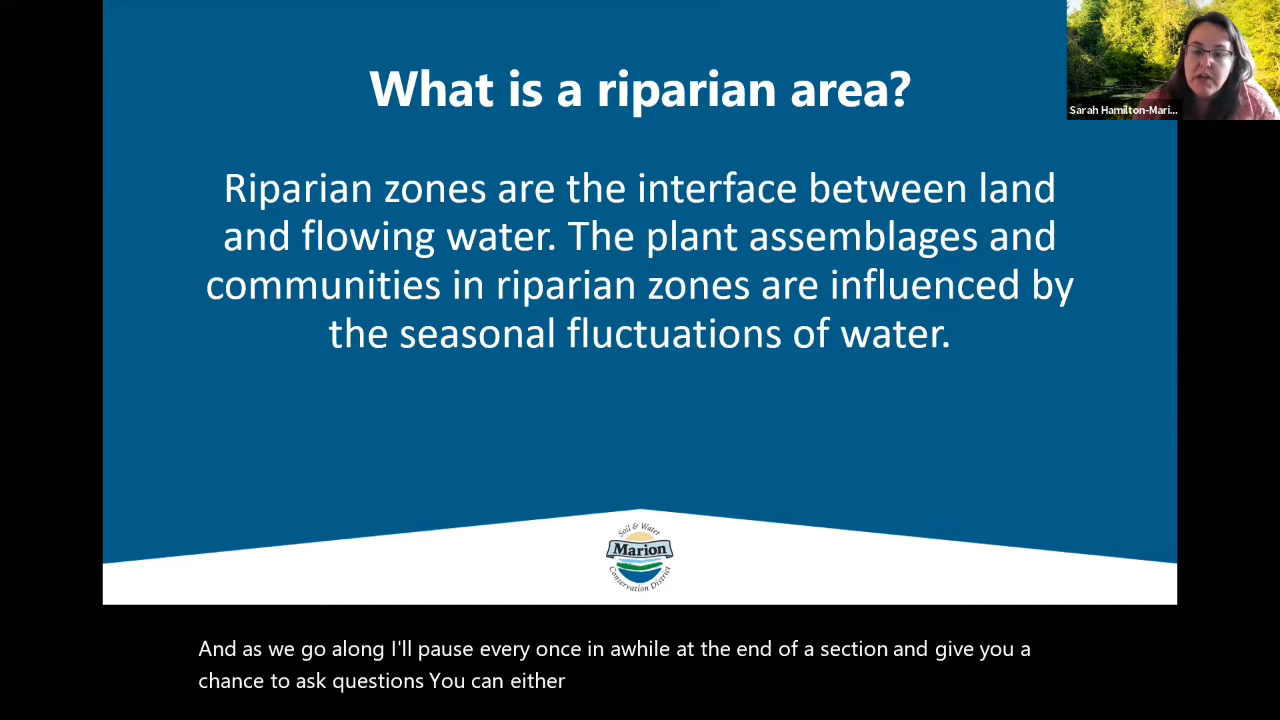 What is a riparian area?
Sarah Hamilton-Mari...
Riparian zones are the interface between land
and flowing water. The plant assemblages and
communities in riparian zones are influenced by
the seasonal fluctuations of water.
Soil & Water
Marion
Conservation District
And as we go along I'll pause every once in awhile at the end of a section and give you a
chance to ask questions You can either